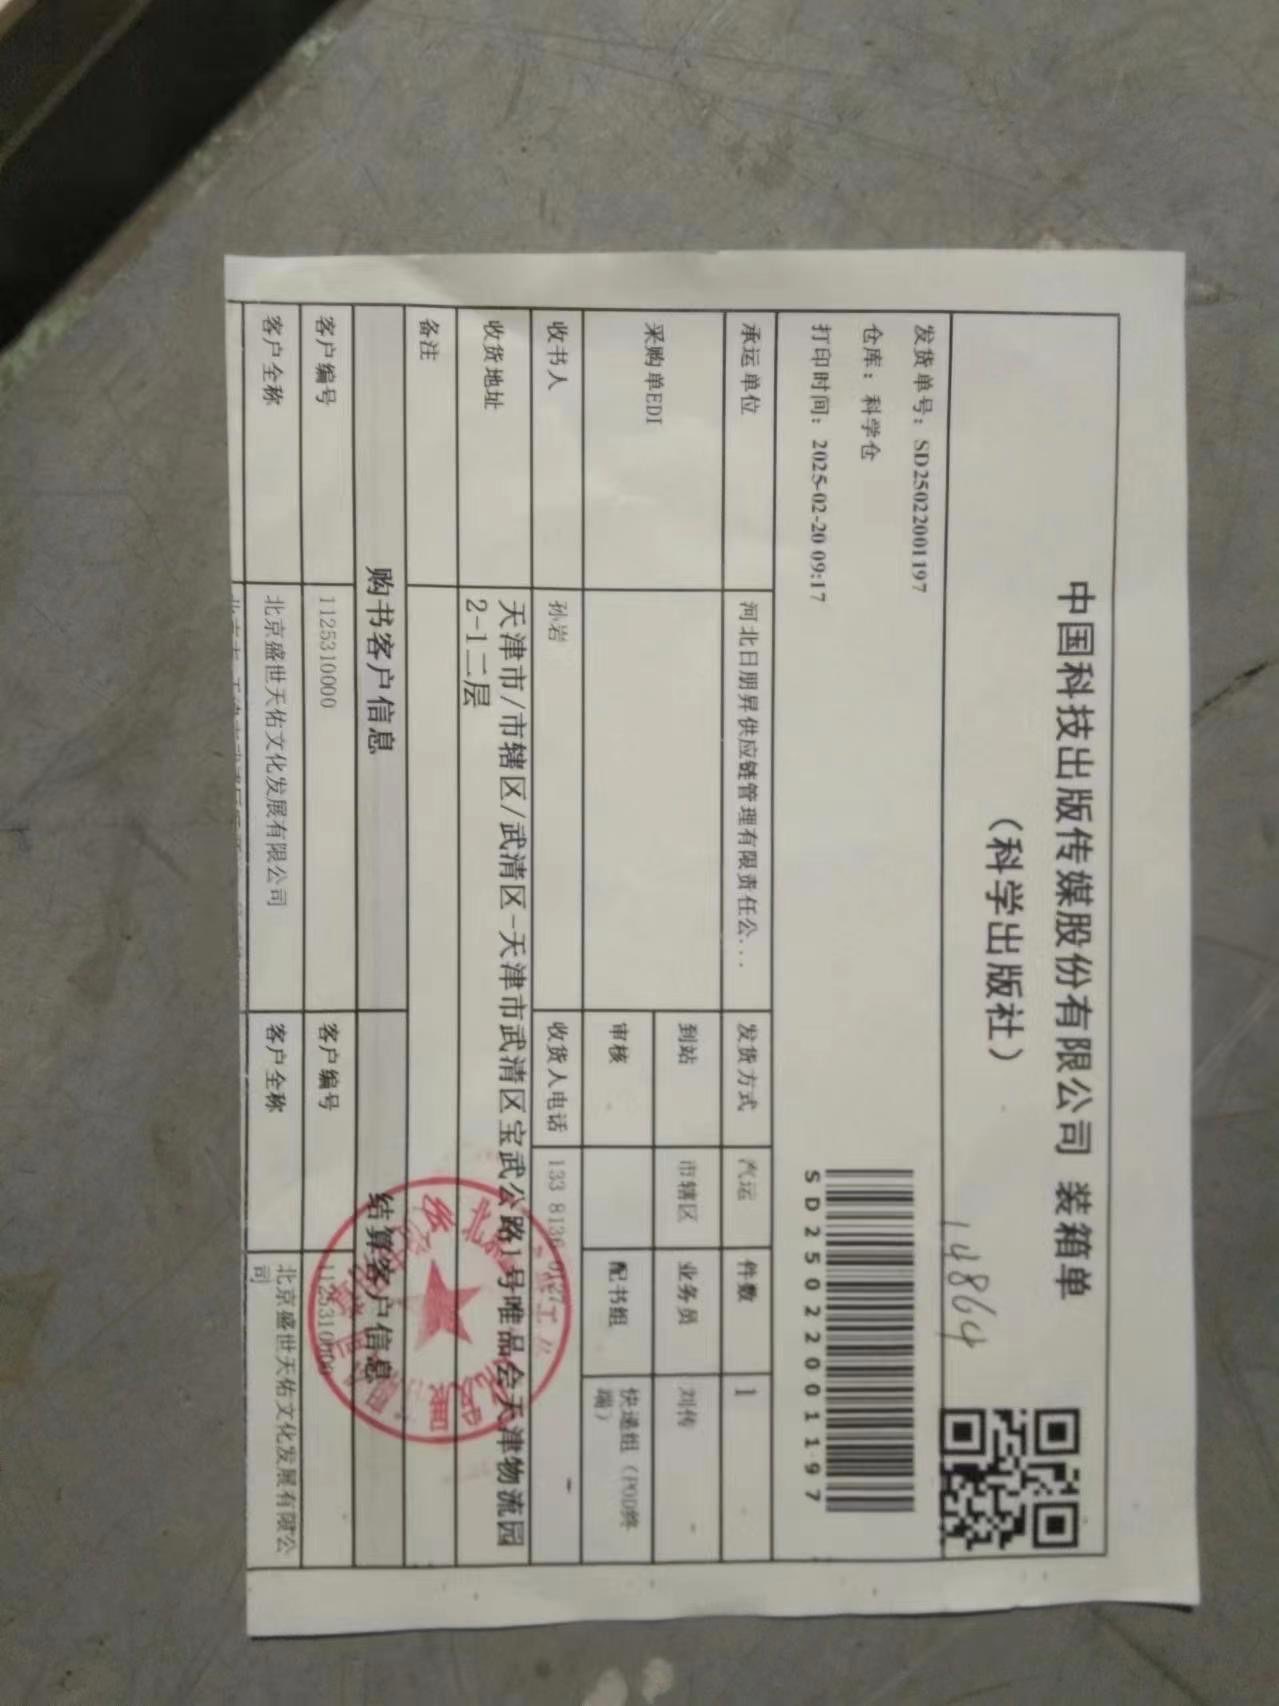 中国科技出版传媒股份有限公司 装箱单
14864
（科学出版社）
发货单号：SD25022001197
仓库：科学仓
打印时间：2025-02-20 09:17
SD25022001197
承运单位 河北日朋昇供应链管理有限责任公... 发货方式 汽运 件数 1
采购单EDI 到站 市辖区 业务员 刘传
审核 配书组 快递组（POD终
端）
收书人 孙岩 收货人电话 133 8136 0127
收货地址 天津市/市辖区/武清区-天津市武清区宝武公路1号唯品会天津物流园
2-1二层
备注
购书客户信息 结算客户信息
客户编号 1125310000 客户编号 1125310000
客户全称 北京盛世天佑文化发展有限公司 客户全称 北京盛世天佑文化发展有限公
司